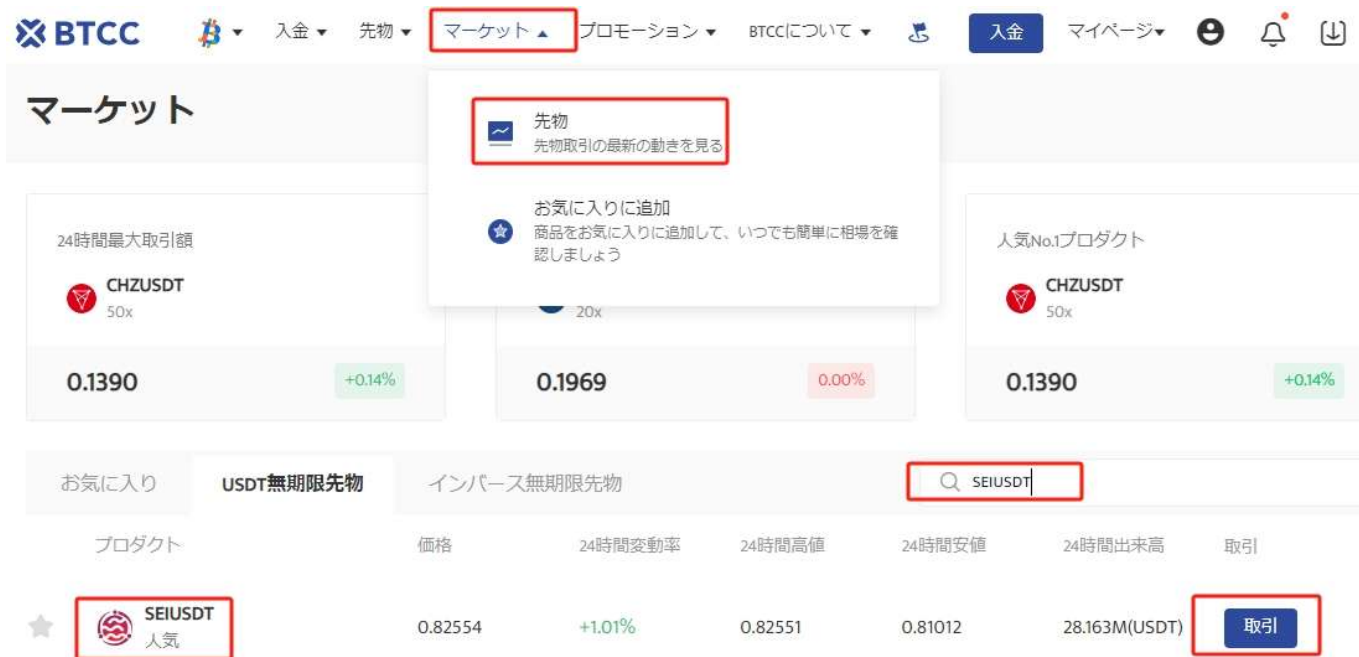 BTCC
入金
先物
マーケット
プロモーション
BTCCについて
入金
マイページ
マーケット
先物
先物取引の最新の動きを見る
お気に入りに追加
商品をお気に入りに追加して、いつでも簡単に相場を確
認しましょう
24時間最大取引額
CHZUSDT
50x
0.1390
+0.14%
20x
0.1969
0.00%
人気No.1プロダクト
CHZUSDT
50x
0.1390
+0.14%
お気に入り
USDT無期限先物
インバース無期限先物
SEIUSDT
プロダクト
価格
24時間変動率
24時間高値
24時間安値
24時間出来高
取引
SEIUSDT
人気
0.82554
+1.01%
0.82551
0.81012
28.163M(USDT)
取引